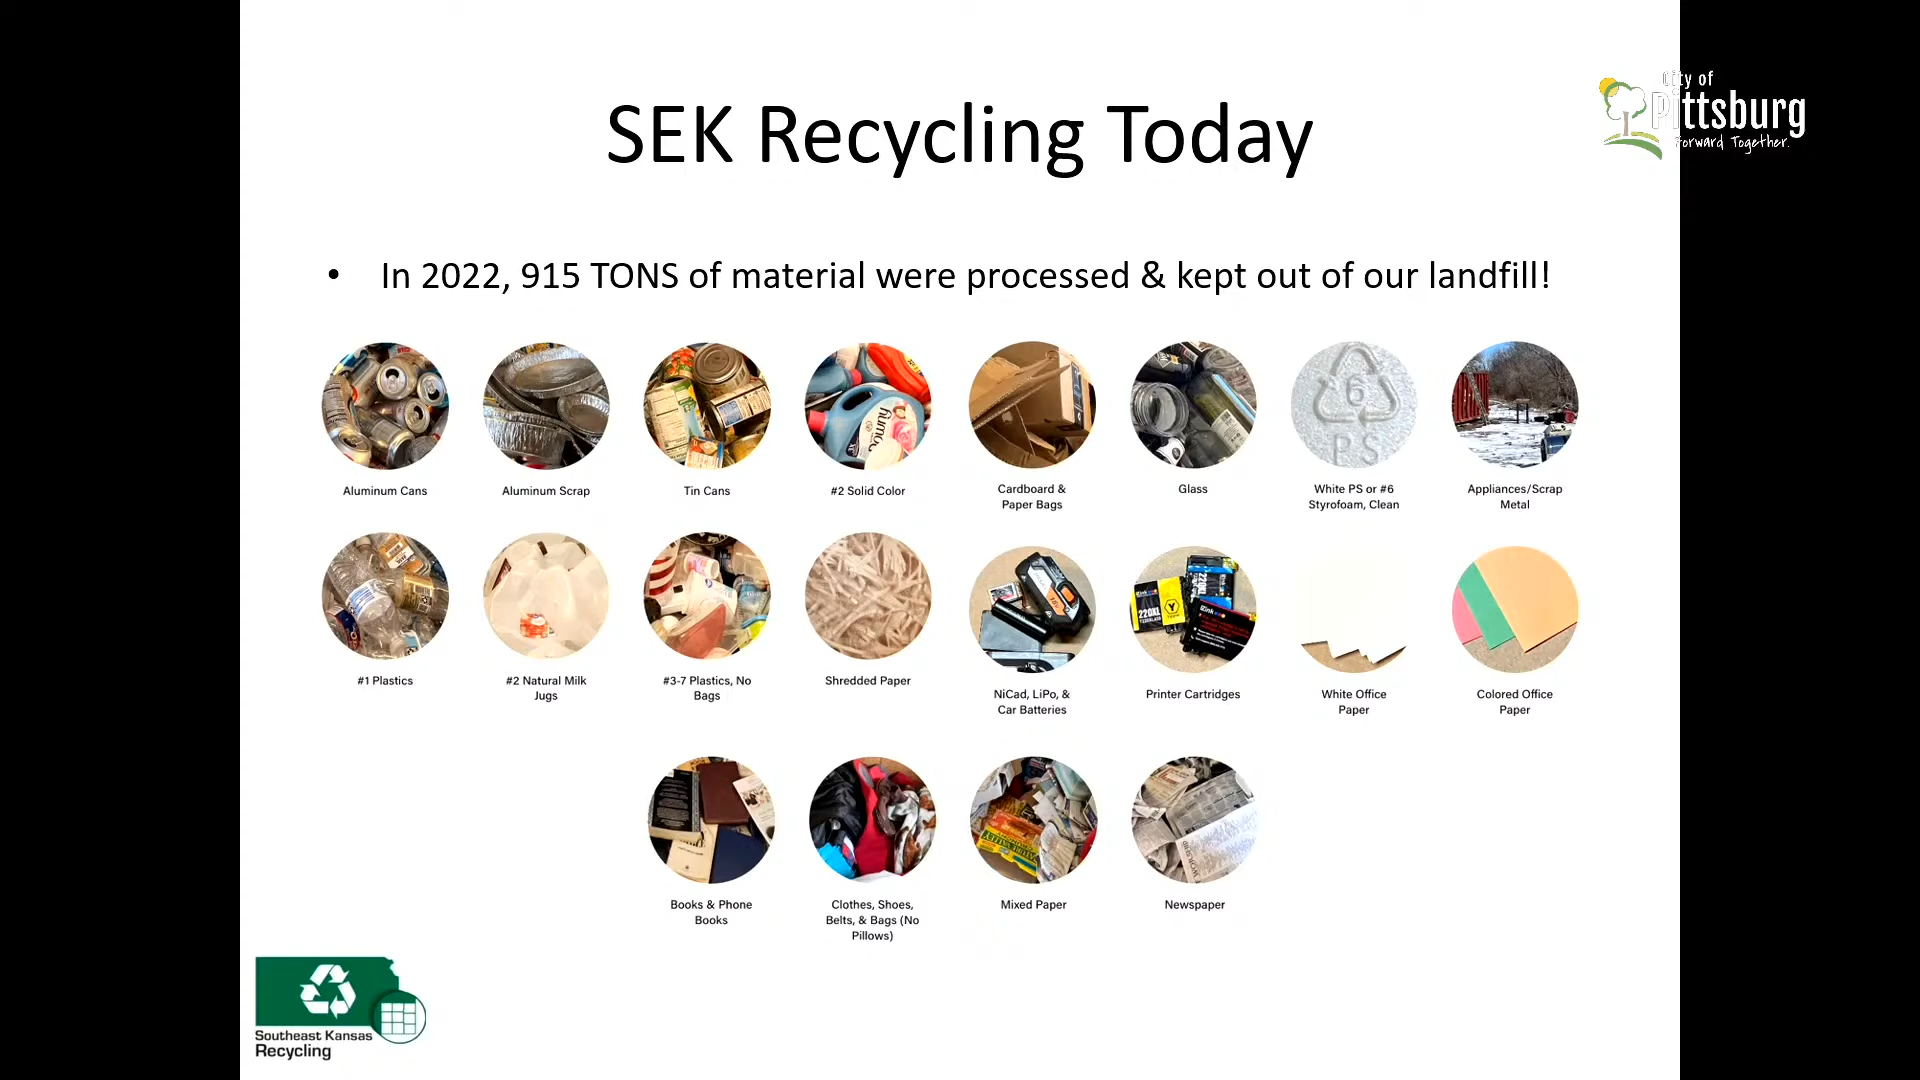 City of
Pittsburg
Forward Together.
SEK Recycling Today
• In 2022, 915 TONS of material were processed & kept out of our landfill!
6
PS
Aluminum Cans
Aluminum Scrap
Tin Cans
#2 Solid Color
Cardboard &
Paper Bags
Glass
White PS or #6
Styrofoam, Clean
Appliances/Scrap
Metal
220XL
#1 Plastics
#2 Natural Milk
Jugs
#3-7 Plastics, No
Bags
Shredded Paper
NiCad, LiPo, &
Car Batteries
Printer Cartridges
White Office
Paper
Colored Office
Paper
Books & Phone
Books
Clothes, Shoes,
Belts, & Bags (No
Pillows)
Mixed Paper
Newspaper
Southeast Kansas
Recycling